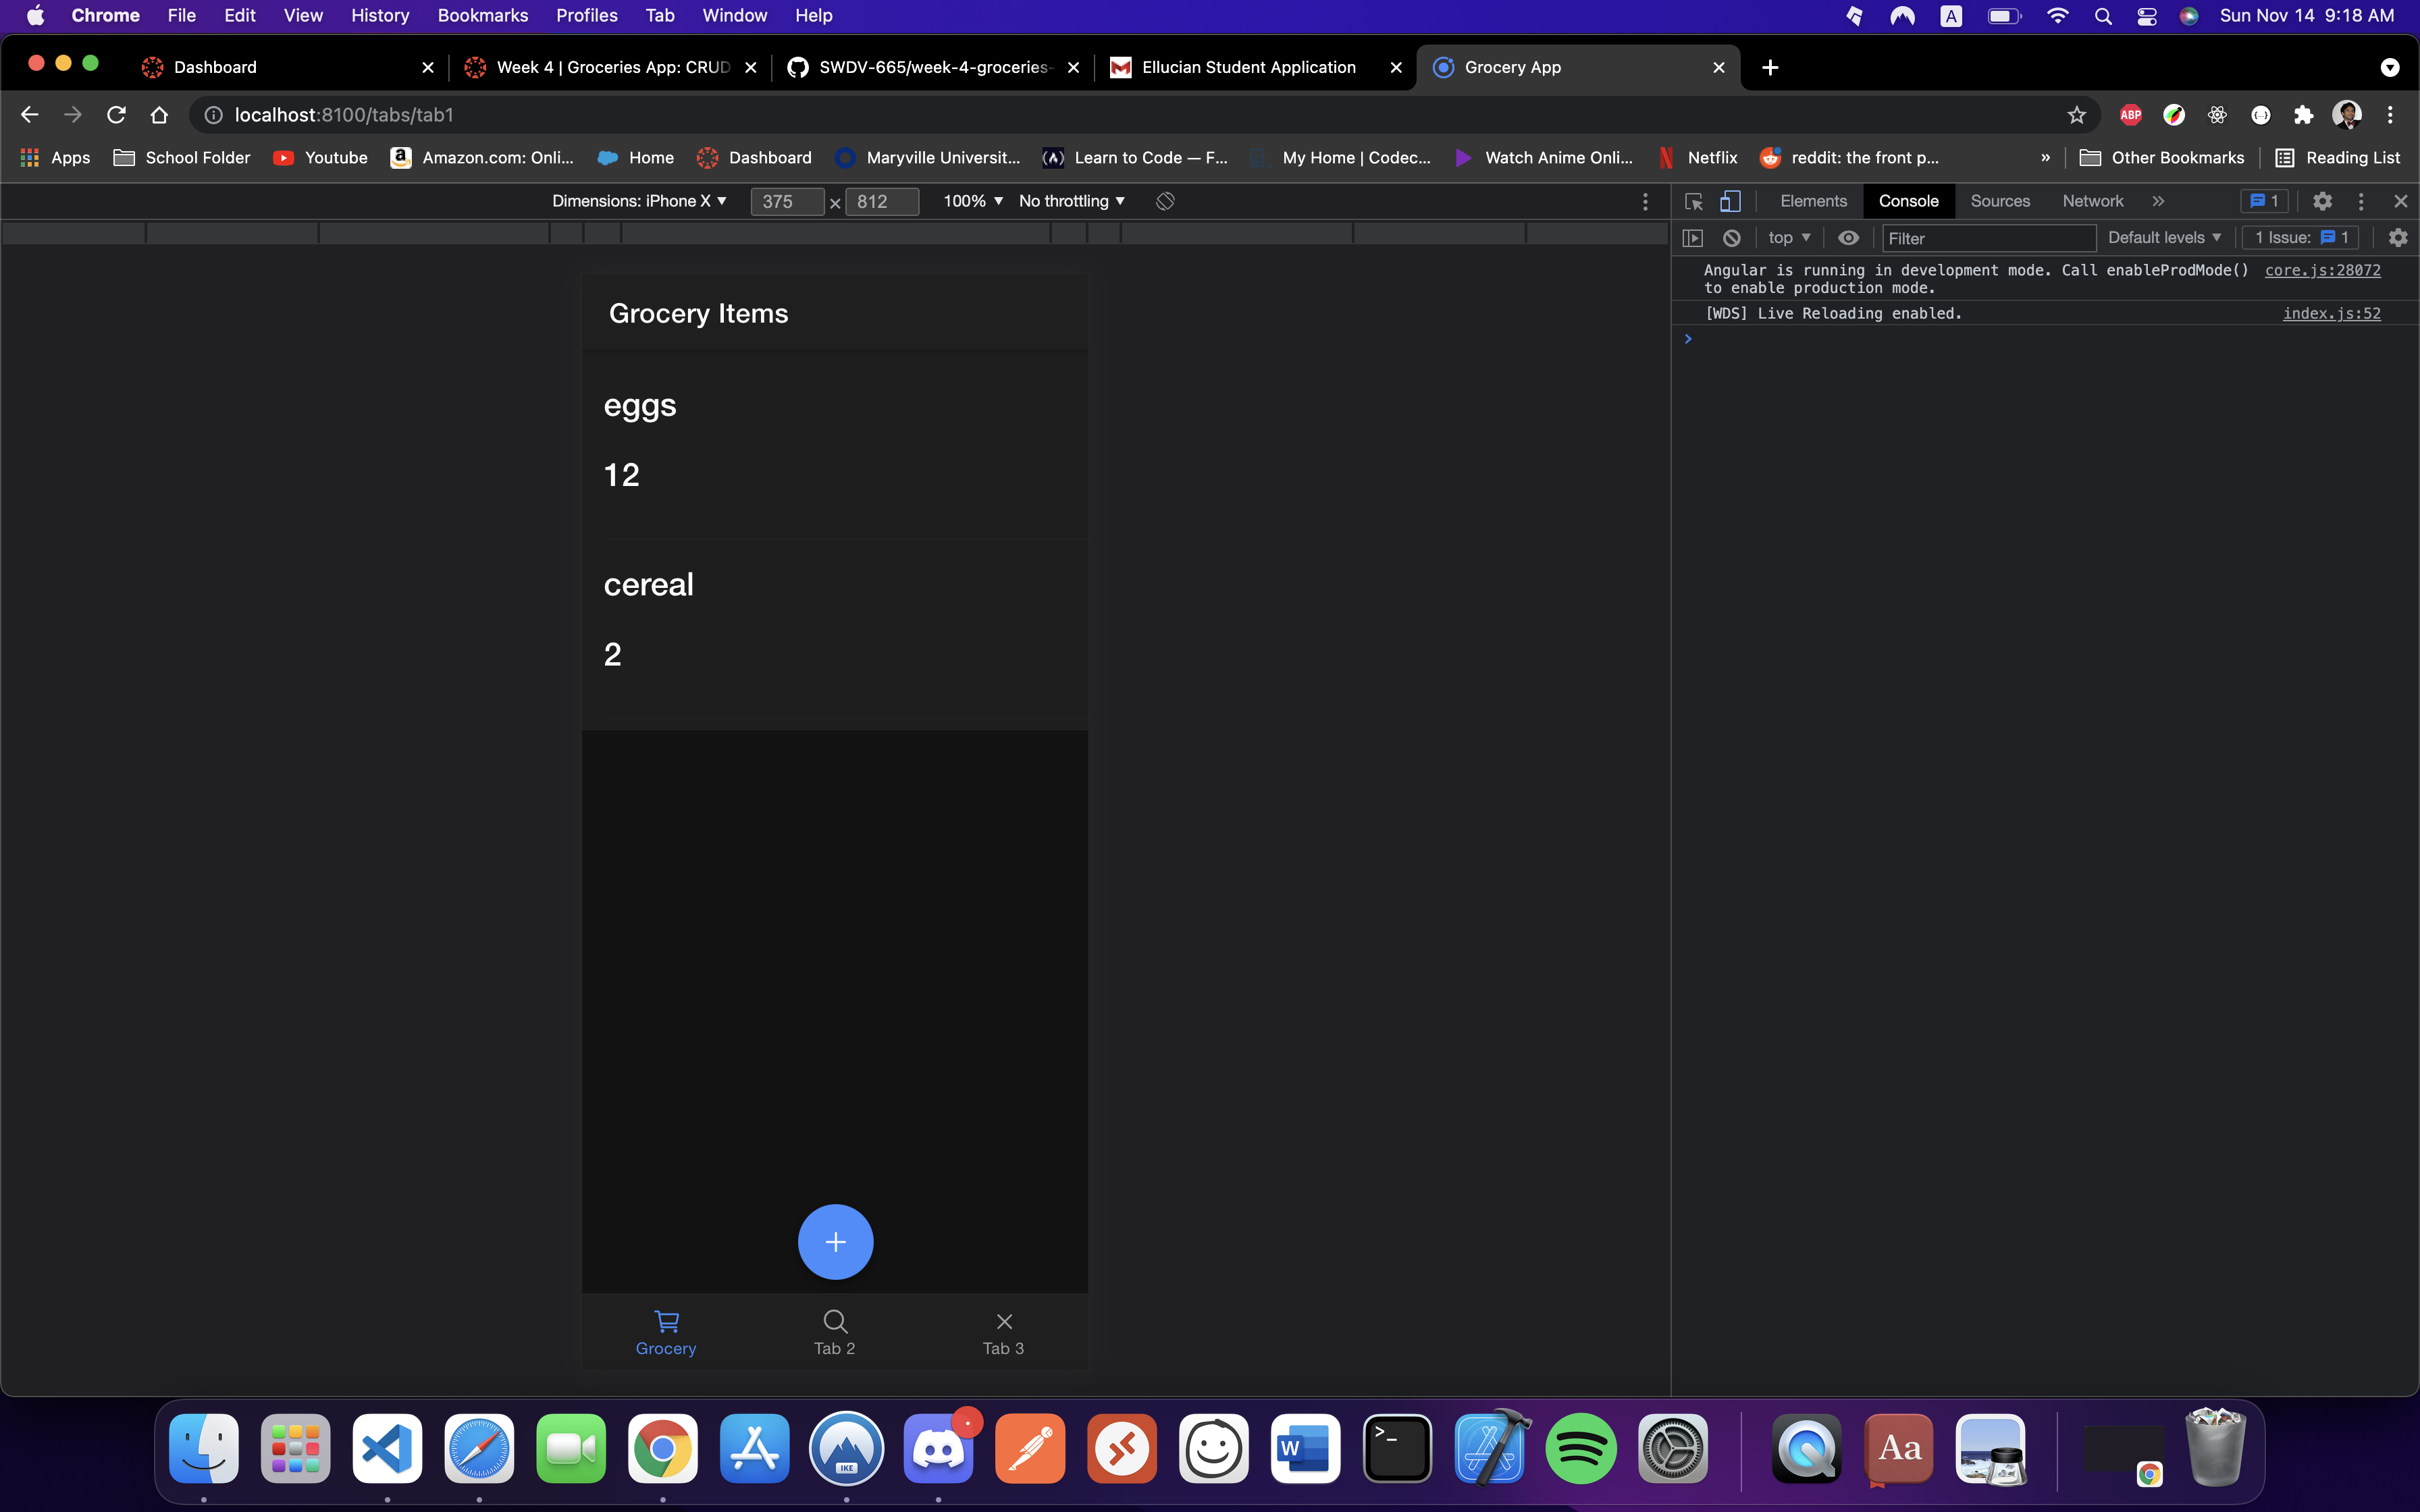 Chrome File Edit View History Bookmarks Profiles Tab Window Help A Sun Nov 14 9:18 AM
Dashboard Week 4 | Groceries App: CRUD SWDV-665/week-4-groceries- Ellucian Student Application Grocery App
localhost:8100/tabs/tab1 ABP
Apps School Folder Youtube Amazon.com: Onli... Home Dashboard Maryville Universit... Learn to Code — F... My Home | Codec... Watch Anime Onli... Netflix reddit: the front p... » Other Bookmarks Reading List
Dimensions: iPhone X 375 × 812 100% No throttling Elements Console Sources Network » 1
top Filter Default levels 1 Issue: 1
Angular is running in development mode. Call enableProdMode() core.js:28072
to enable production mode.
[WDS] Live Reloading enabled. index.js:52
Grocery Items
eggs
12
cereal
2
Grocery Tab 2 Tab 3
IKE W >_ Aa